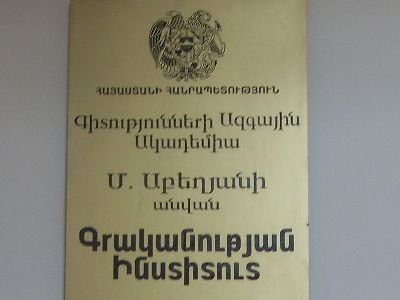 ՀԱՅԱՍՏԱՆԻ ՀԱՆՐԱՊԵՏՈՒԹՅՈՒՆ
Գիտությունների Ազգային
Ակադեմիա
Մ. Աբեղյանի
անվան
Գրականության
Ինստիտուտ